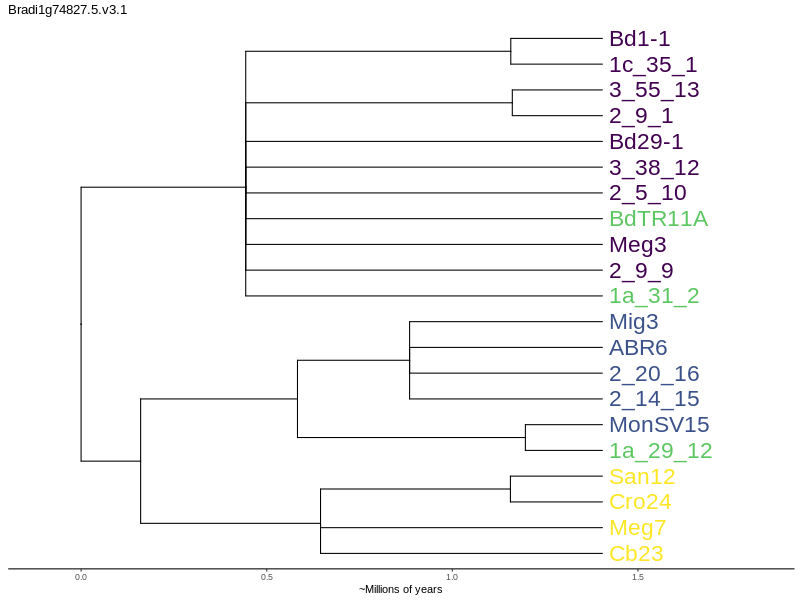 Bradi1g74827.5.v3.1
Bd1-1
1c_35_1
3_55_13
2_9_1
Bd29-1
3_38_12
2_5_10
BdTR11A
Meg3
2_9_9
1a_31_2
Mig3
ABR6
2_20_16
2_14_15
MonSV15
1a_29_12
San12
Cro24
Meg7
Cb23
0.0 0.5 1.0 1.5
~Millions of years